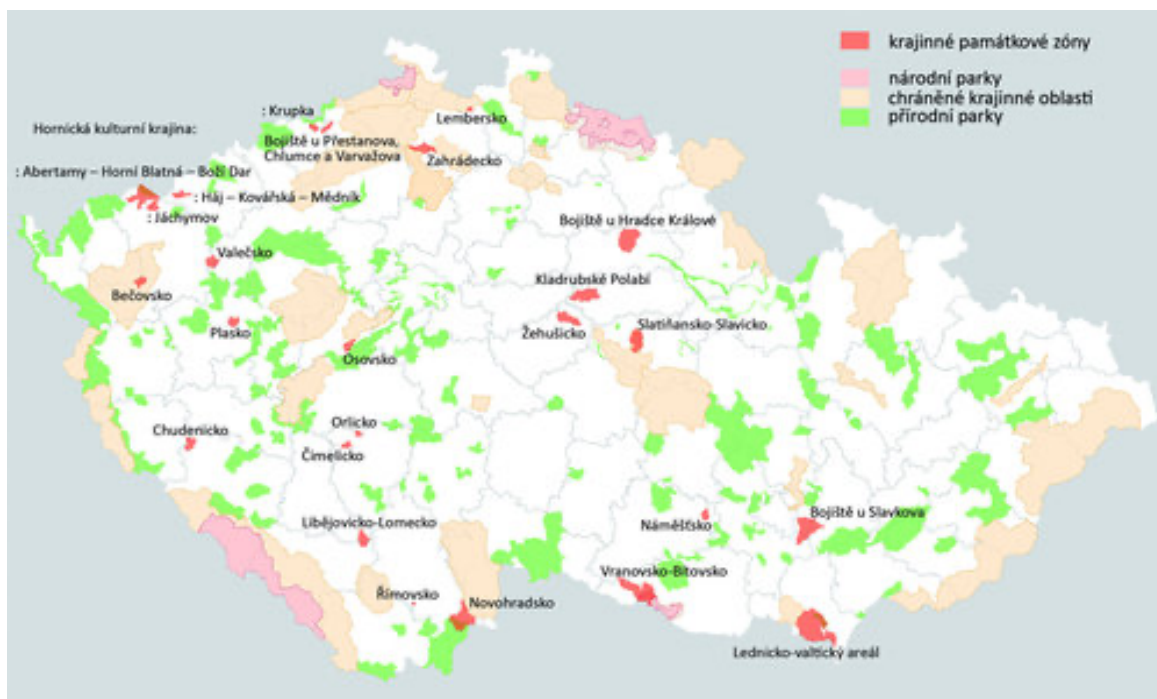 krajinné památkové zóny
národní parky
chráněné krajinné oblasti
přírodní parky
: Krupka
Hornická kulturní krajina:
Lembersko
Bojiště u Přestanova,
Chlumce a Varvažova
Zahrádecko
: Abertamy – Horní Blatná – Boží Dar
: Háj – Kovářská – Mědník
: Jáchymov
Bojiště u Hradce Králové
Valečsko
Bečovsko
Kladrubské Polabí
Plasko
Žehušicko
Slatiňansko-Slavicko
Osovsko
Chudenicko
Orlicko
Čimelicko
Libějovicko-Lomecko
Náměšťsko
Bojiště u Slavkova
Vranovsko-Bítovsko
Římovsko
Novohradsko
Lednicko-valtický areál